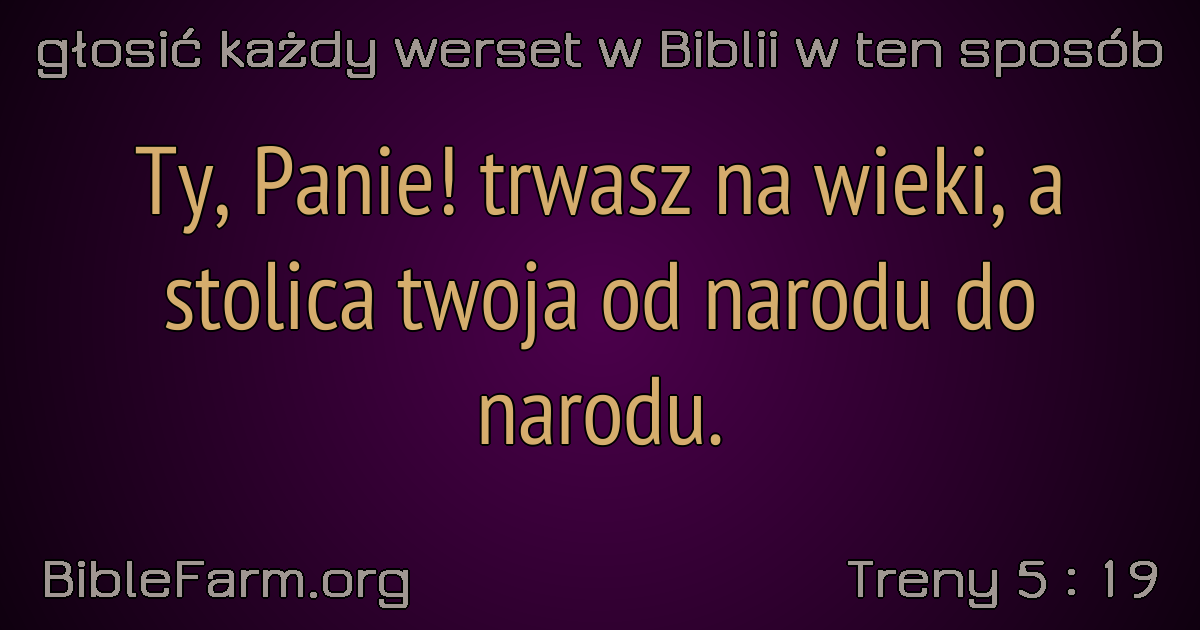 głosić każdy werset w Biblii w ten sposób
Ty, Panie! trwasz na wieki, a
stolica twoja od narodu do
narodu.
BibleFarm.org
Treny 5 : 19